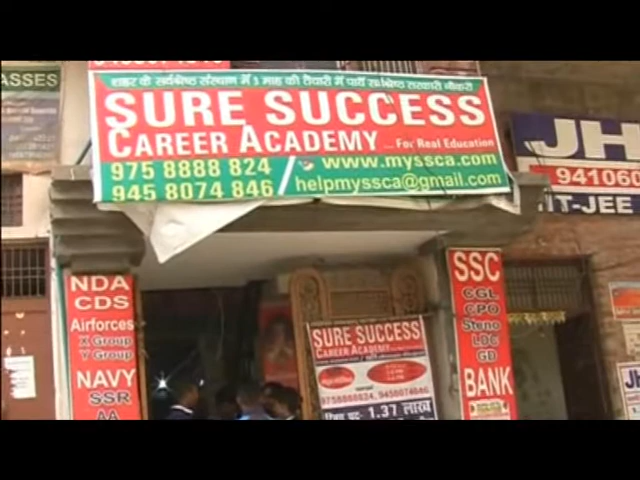 ASSES
शहर के सर्वश्रेष्ठ संस्थान में 3 माह की तैयारी में पायें सर्वश्रेष्ठ सरकारी नौकरी
SURE SUCCESS
CAREER ACADEMY ...For Real Education
975 8888 824 / www.myssca.com
945 8074 846 / helpmyssca@gmail.com
JH
941060
IIT-JEE
NDA
CDS
Airforces
X Group
Y Group
NAVY
SSR
AA
SURE SUCCESS
CAREER ACADEMY
9758888824, 9458074846
1.37 लाख
SSC
CGL
CPO
Steno
LDC
GD
BANK